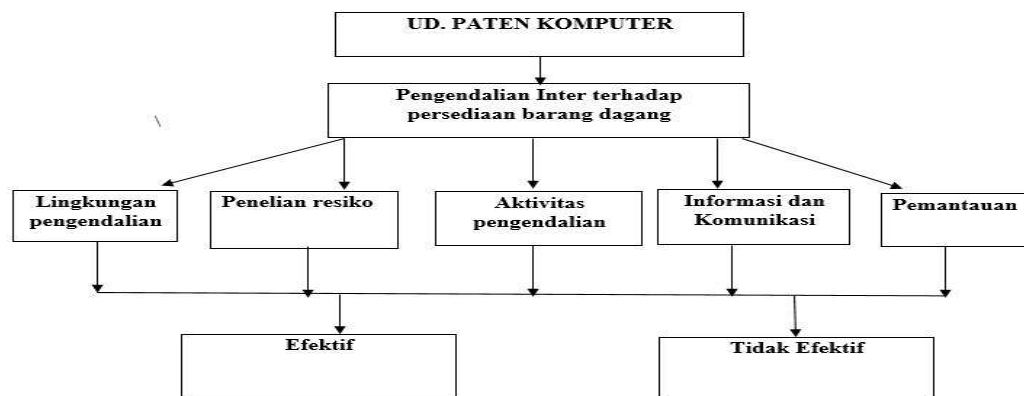 UD. PATEN KOMPUTER
Pengendalian Inter terhadap
persediaan barang dagang
Lingkungan
pengendalian
Penelian resiko
Aktivitas
pengendalian
Informasi dan
Komunikasi
Pemantauan
Efektif
Tidak Efektif